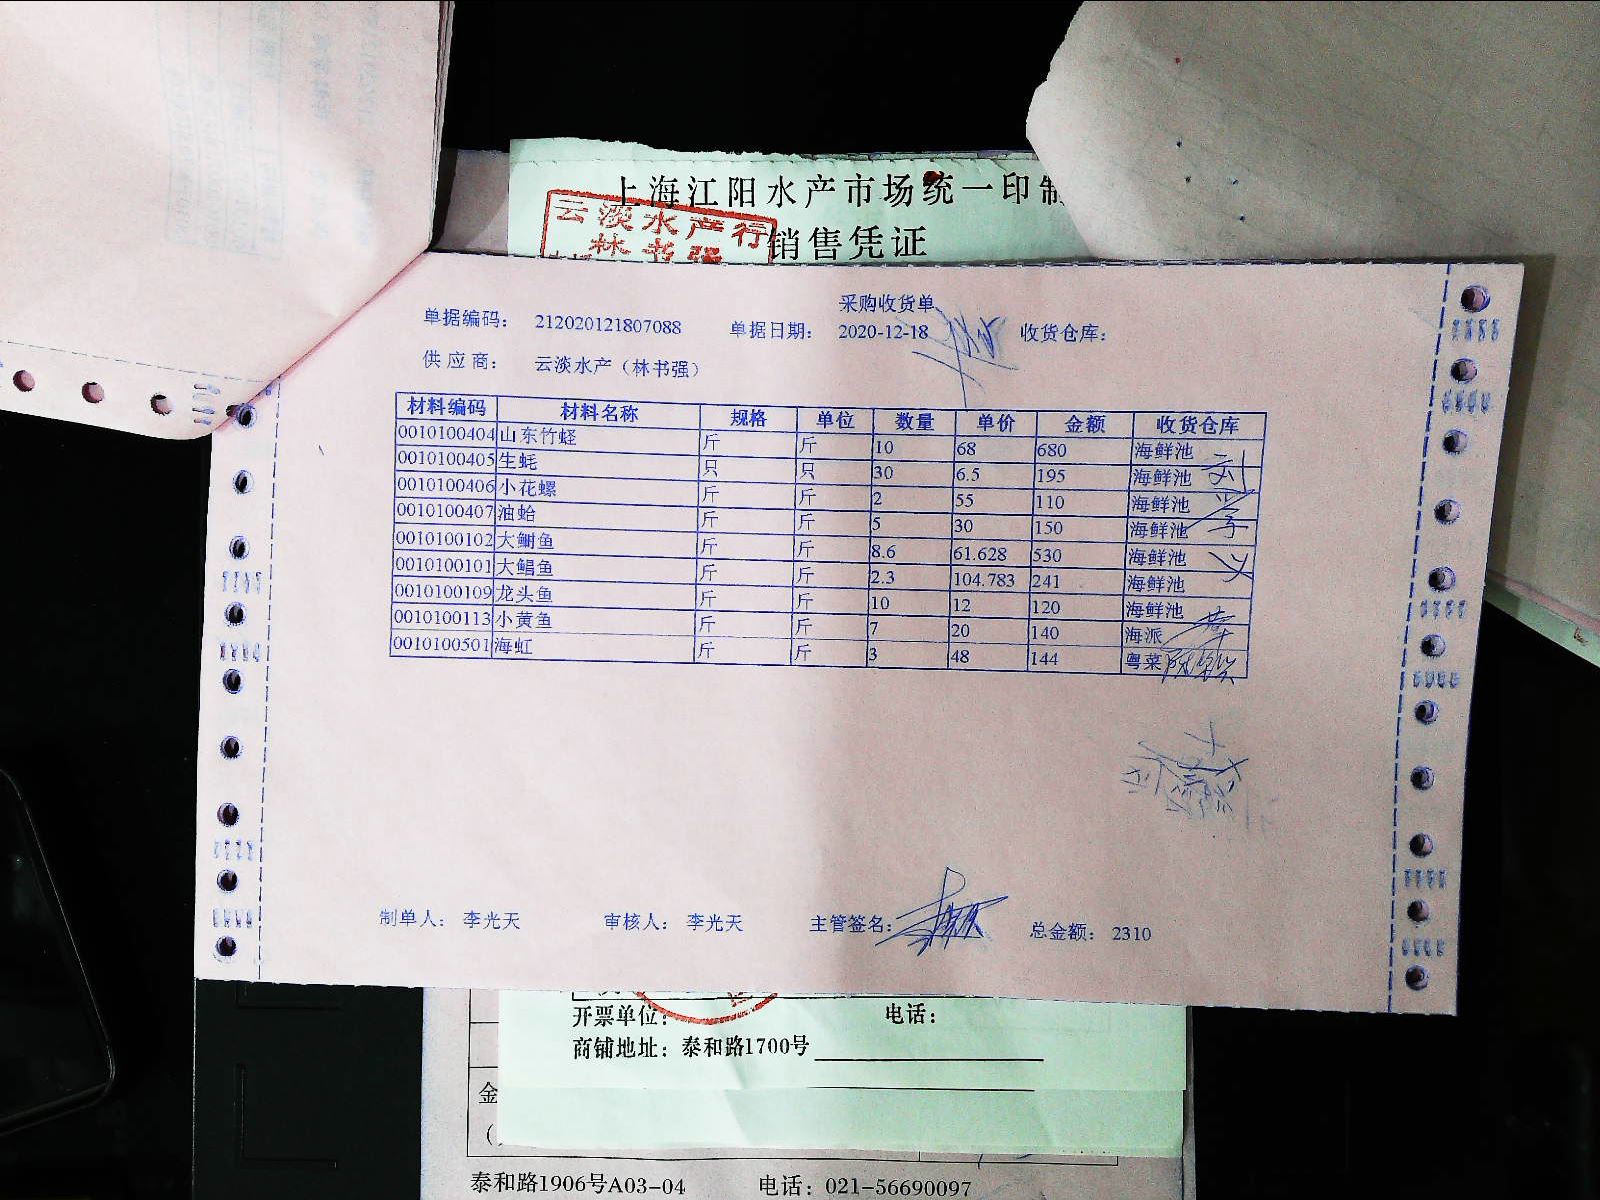 上海江阳水产市场统一印制
云淡水产行
林书强
销售凭证
采购收货单
单据编码： 212020121807088 单据日期： 2020-12-18 收货仓库：
供应商： 云淡水产（林书强）
材料编码 材料名称 规格 单位 数量 单价 金额 收货仓库
0010100404 山东竹蛏 斤 斤 10 68 680 海鲜池
0010100405 生蚝 只 只 30 6.5 195 海鲜池
0010100406 小花螺 斤 斤 2 55 110 海鲜池
0010100407 油蛤 斤 斤 5 30 150 海鲜池
0010100102 大鲥鱼 斤 斤 8.6 61.628 530 海鲜池
0010100101 大鲳鱼 斤 斤 2.3 104.783 241 海鲜池
0010100109 龙头鱼 斤 斤 10 12 120 海鲜池
0010100113 小黄鱼 斤 斤 7 20 140 海派
0010100501 海虹 斤 斤 3 48 144 粤菜
制单人： 李光天 审核人： 李光天 主管签名： 总金额： 2310
开票单位： 电话：
商铺地址：泰和路1700号
金
泰和路1906号A03-04 电话：021-56690097